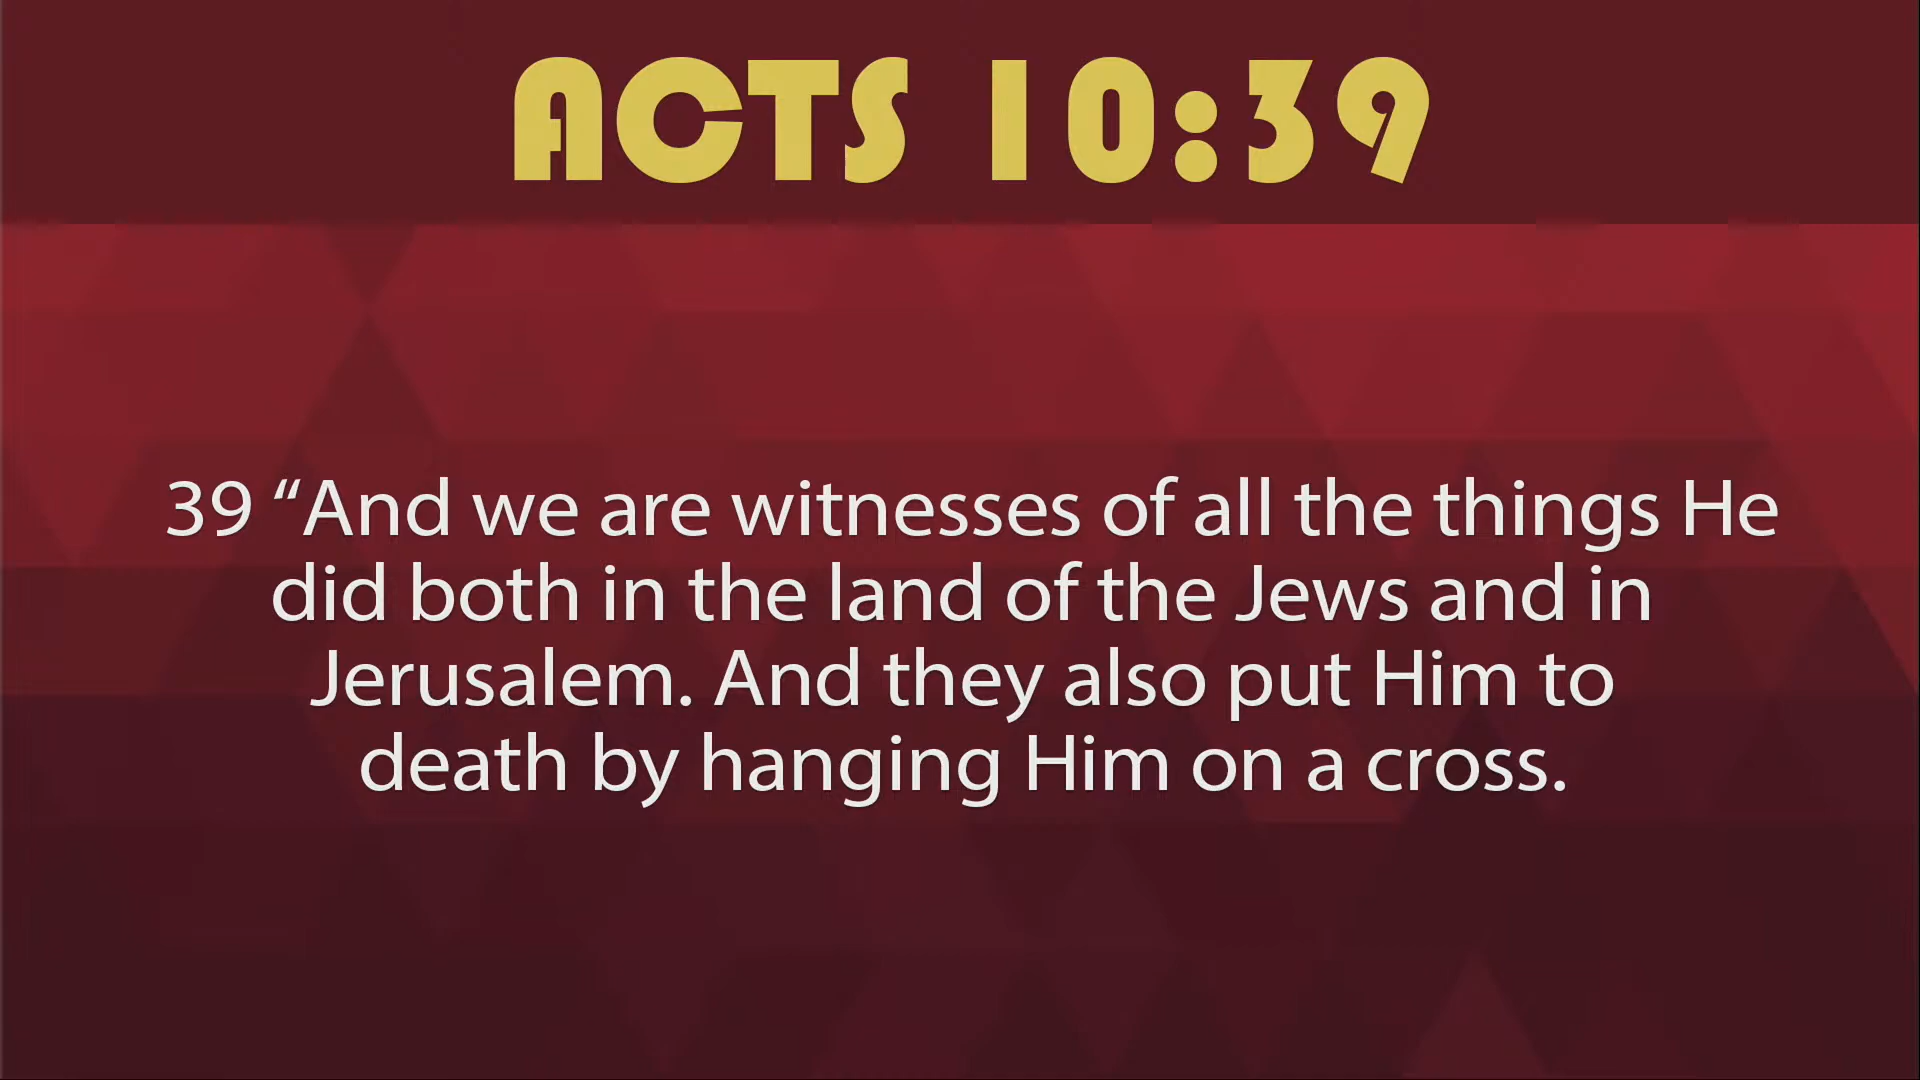 ACTS 10:39
39 “And we are witnesses of all the things He
did both in the land of the Jews and in
Jerusalem. And they also put Him to
death by hanging Him on a cross.